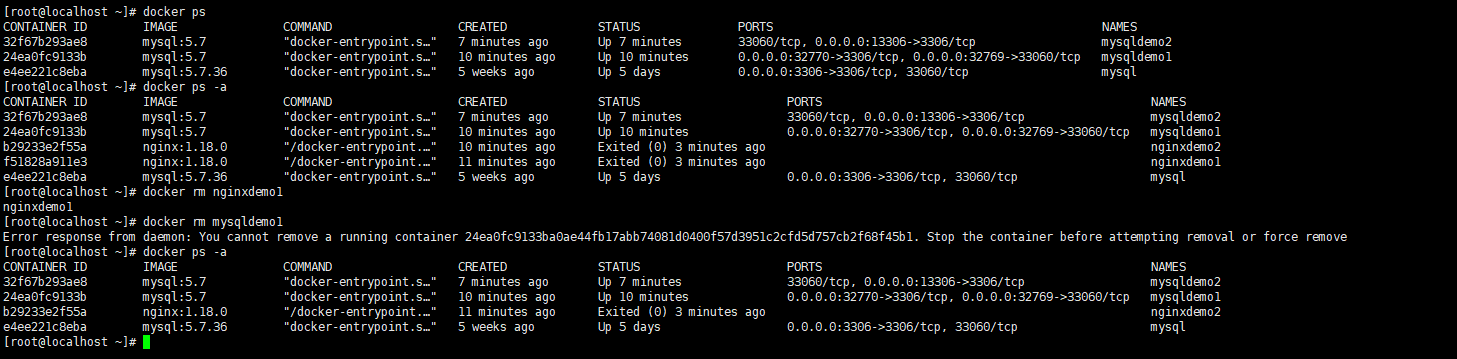 [root@localhost ~]# docker ps
CONTAINER ID        IMAGE               COMMAND                  CREATED             STATUS              PORTS                                               NAMES
32f67b293ae8        mysql:5.7           "docker-entrypoint.s…"   7 minutes ago       Up 7 minutes        33060/tcp, 0.0.0.0:13306->3306/tcp                  mysqldemo2
24ea0fc9133b        mysql:5.7           "docker-entrypoint.s…"   10 minutes ago      Up 10 minutes       0.0.0.0:32770->3306/tcp, 0.0.0.0:32769->33060/tcp   mysqldemo1
e4ee221c8eba        mysql:5.7.36        "docker-entrypoint.s…"   5 weeks ago         Up 5 days           0.0.0.0:3306->3306/tcp, 33060/tcp                   mysql
[root@localhost ~]# docker ps -a
CONTAINER ID        IMAGE               COMMAND                  CREATED             STATUS                     PORTS                                               NAMES
32f67b293ae8        mysql:5.7           "docker-entrypoint.s…"   7 minutes ago       Up 7 minutes               33060/tcp, 0.0.0.0:13306->3306/tcp                  mysqldemo2
24ea0fc9133b        mysql:5.7           "docker-entrypoint.s…"   10 minutes ago      Up 10 minutes              0.0.0.0:32770->3306/tcp, 0.0.0.0:32769->33060/tcp   mysqldemo1
b29233e2f55a        nginx:1.18.0        "/docker-entrypoint.…"   10 minutes ago      Exited (0) 3 minutes ago                                                       nginxdemo2
f51828a911e3        nginx:1.18.0        "/docker-entrypoint.…"   11 minutes ago      Exited (0) 3 minutes ago                                                       nginxdemo1
e4ee221c8eba        mysql:5.7.36        "docker-entrypoint.s…"   5 weeks ago         Up 5 days                  0.0.0.0:3306->3306/tcp, 33060/tcp                   mysql
[root@localhost ~]# docker rm nginxdemo1
nginxdemo1
[root@localhost ~]# docker rm mysqldemo1
Error response from daemon: You cannot remove a running container 24ea0fc9133ba0ae44fb17abb74081d0400f57d3951c2cfd5d757cb2f68f45b1. Stop the container before attempting removal or force remove
[root@localhost ~]# docker ps -a
CONTAINER ID        IMAGE               COMMAND                  CREATED             STATUS                     PORTS                                               NAMES
32f67b293ae8        mysql:5.7           "docker-entrypoint.s…"   7 minutes ago       Up 7 minutes               33060/tcp, 0.0.0.0:13306->3306/tcp                  mysqldemo2
24ea0fc9133b        mysql:5.7           "docker-entrypoint.s…"   10 minutes ago      Up 10 minutes              0.0.0.0:32770->3306/tcp, 0.0.0.0:32769->33060/tcp   mysqldemo1
b29233e2f55a        nginx:1.18.0        "/docker-entrypoint.…"   11 minutes ago      Exited (0) 3 minutes ago                                                       nginxdemo2
e4ee221c8eba        mysql:5.7.36        "docker-entrypoint.s…"   5 weeks ago         Up 5 days                  0.0.0.0:3306->3306/tcp, 33060/tcp                   mysql
[root@localhost ~]#